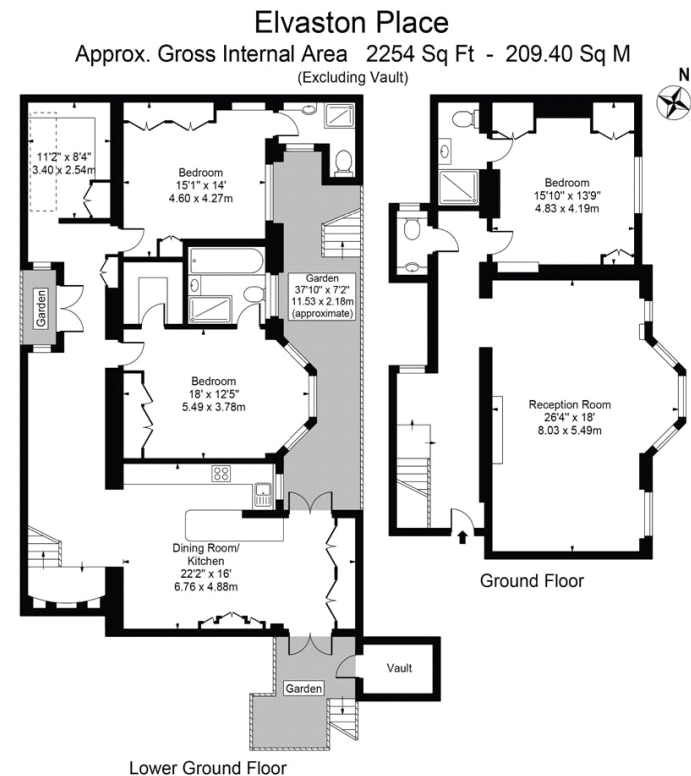 Elvaston Place
Approx. Gross Internal Area 2254 Sq Ft - 209.40 Sq M
(Excluding Vault)
N
11'2" x 8'4"
3.40 x 2.54m
Bedroom
15'1" x 14'
4.60 x 4.27m
Bedroom
15'10" x 13'9"
4.83 x 4.19m
Garden
Garden
37'10" x 7'2"
11.53 x 2.18m
(approximate)
Bedroom
18' x 12'5"
5.49 x 3.78m
Reception Room
26'4" x 18'
8.03 x 5.49m
Dining Room/
Kitchen
22'2" x 16'
6.76 x 4.88m
Ground Floor
Vault
Garden
Lower Ground Floor